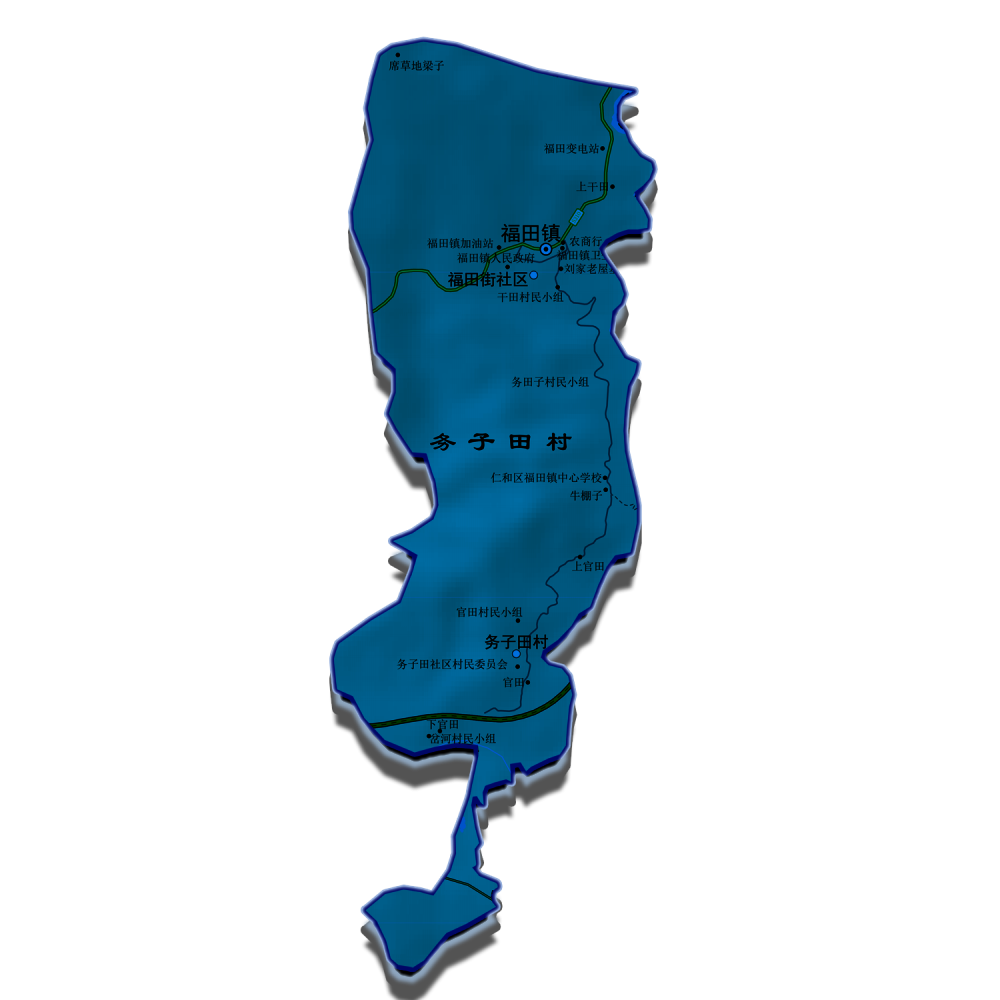 席草地梁子
福田变电站
上干田
福田镇
农商行
福田镇加油站
福田镇卫
福田镇人民政府
刘家老屋
福田街社区
干田村民小组
务田子村民小组
务子田村
仁和区福田镇中心学校
牛棚子
上官田
官田村民小组
务子田村
务子田社区村民委员会
官田
下官田
岔河村民小组